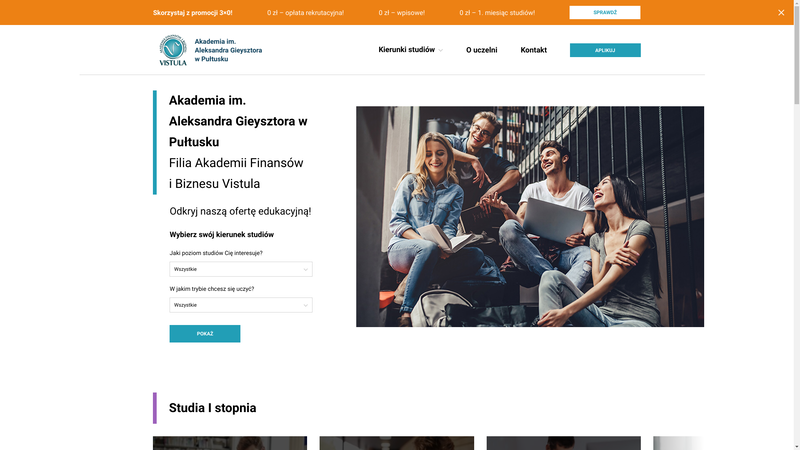 Skorzystaj z promocji 3×0! 0 zł – opłata rekrutacyjna! 0 zł – wpisowe! 0 zł – 1. miesiąc studiów! SPRAWDŹ
VISTULA
Akademia im.
Aleksandra Gieysztora
w Pułtusku
Kierunki studiów O uczelni Kontakt APLIKUJ
Akademia im.
Aleksandra Gieysztora w
Pułtusku
Filia Akademii Finansów
i Biznesu Vistula
Odkryj naszą ofertę edukacyjną!
Wybierz swój kierunek studiów
Jaki poziom studiów Cię interesuje?
Wszystkie
W jakim trybie chcesz się uczyć?
Wszystkie
POKAŻ
Studia I stopnia